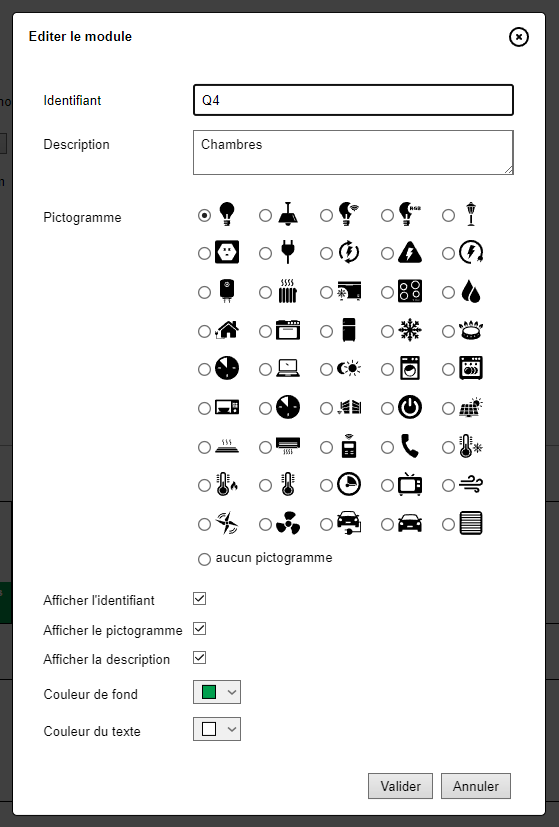 Editer le module
Identifiant
Q4
Description
Chambres
Pictogramme
RGB
aucun pictogramme
Afficher l'identifiant
Afficher le pictogramme
Afficher la description
Couleur de fond
Couleur du texte
Valider
Annuler